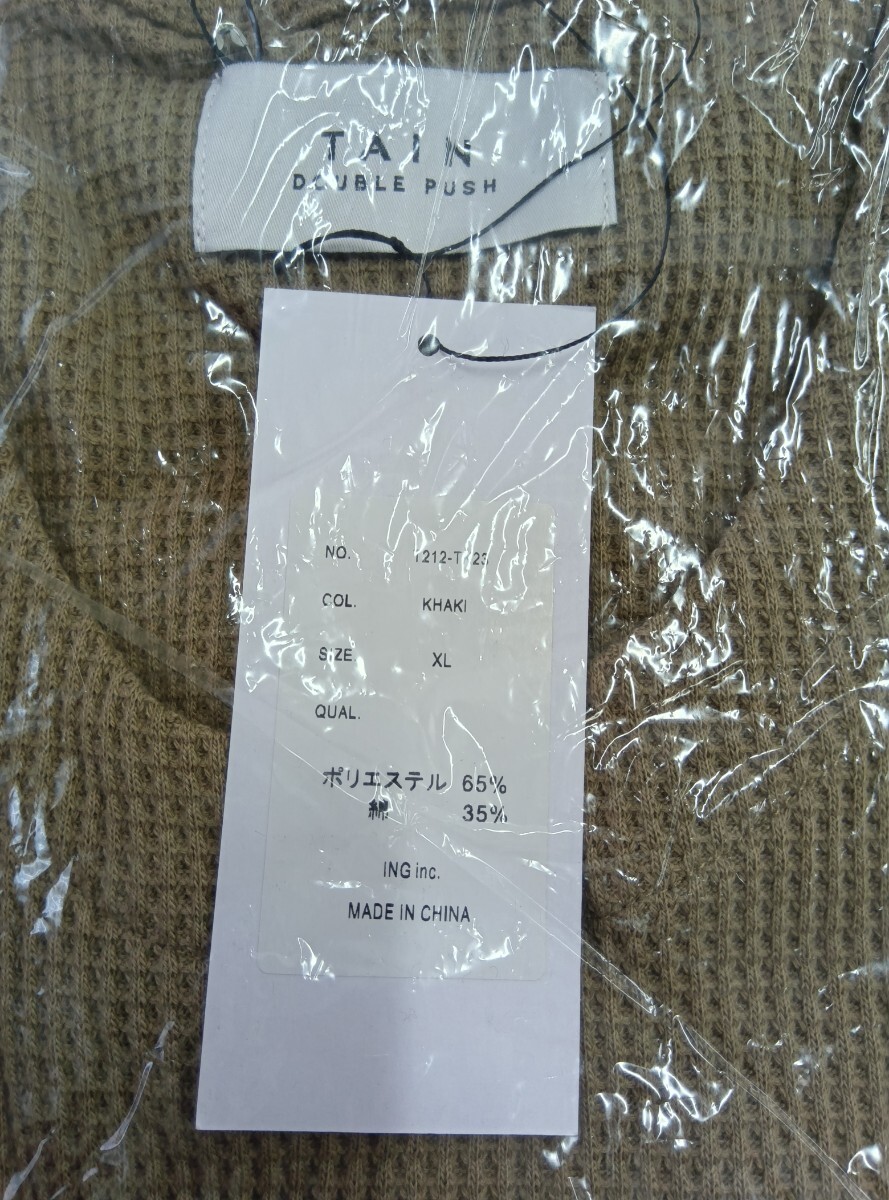 TAIN
DOUBLE PUSH
NO.
COL. KHAKI
SIZE. XL
QUAL.
ポリエステル 65%
綿 35%
ING inc.
MADE IN CHINA